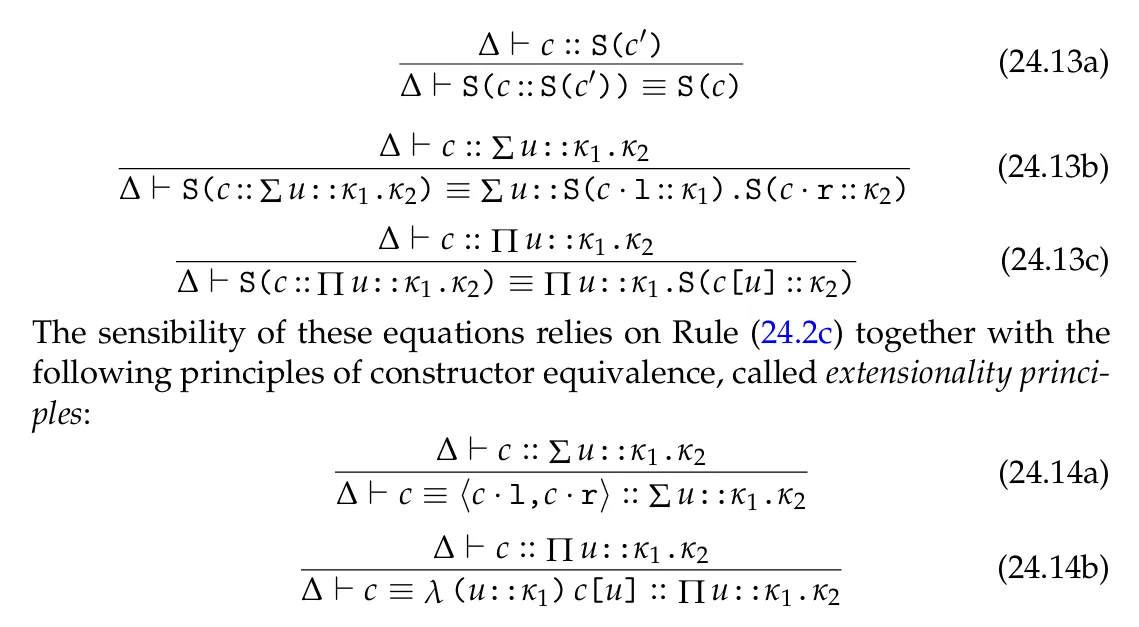 Δ ⊢ c :: S(c′)
Δ ⊢ S(c::S(c′)) ≡ S(c)
(24.13a)
Δ ⊢ c :: Σ u::κ₁.κ₂
Δ ⊢ S(c::Σ u::κ₁.κ₂) ≡ Σ u::S(c · l::κ₁).S(c · r::κ₂)
(24.13b)
Δ ⊢ c :: Π u::κ₁.κ₂
Δ ⊢ S(c::Π u::κ₁.κ₂) ≡ Π u::κ₁.S(c[u]::κ₂)
(24.13c)
The sensibility of these equations relies on Rule (24.2c) together with the
following principles of constructor equivalence, called extensionality princi-
ples:
Δ ⊢ c :: Σ u::κ₁.κ₂
Δ ⊢ c ≡ ⟨c · l,c · r⟩ :: Σ u::κ₁.κ₂
(24.14a)
Δ ⊢ c :: Π u::κ₁.κ₂
Δ ⊢ c ≡ λ (u::κ₁) c[u] :: Π u::κ₁.κ₂
(24.14b)